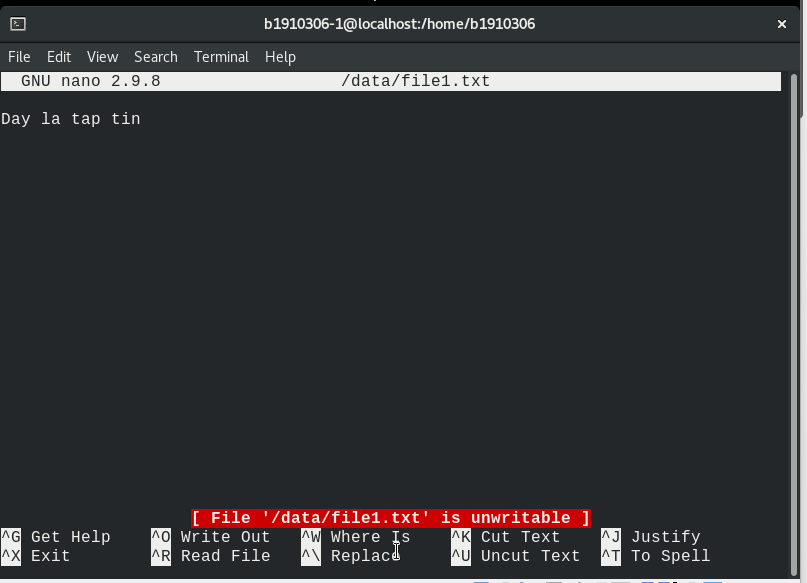 b1910306-1@localhost:/home/b1910306
File Edit View Search Terminal Help
GNU nano 2.9.8 /data/file1.txt
Day la tap tin
[ File '/data/file1.txt' is unwritable ]
^G Get Help ^O Write Out ^W Where Is ^K Cut Text ^J Justify
^X Exit ^R Read File ^\ Replace ^U Uncut Text ^T To Spell